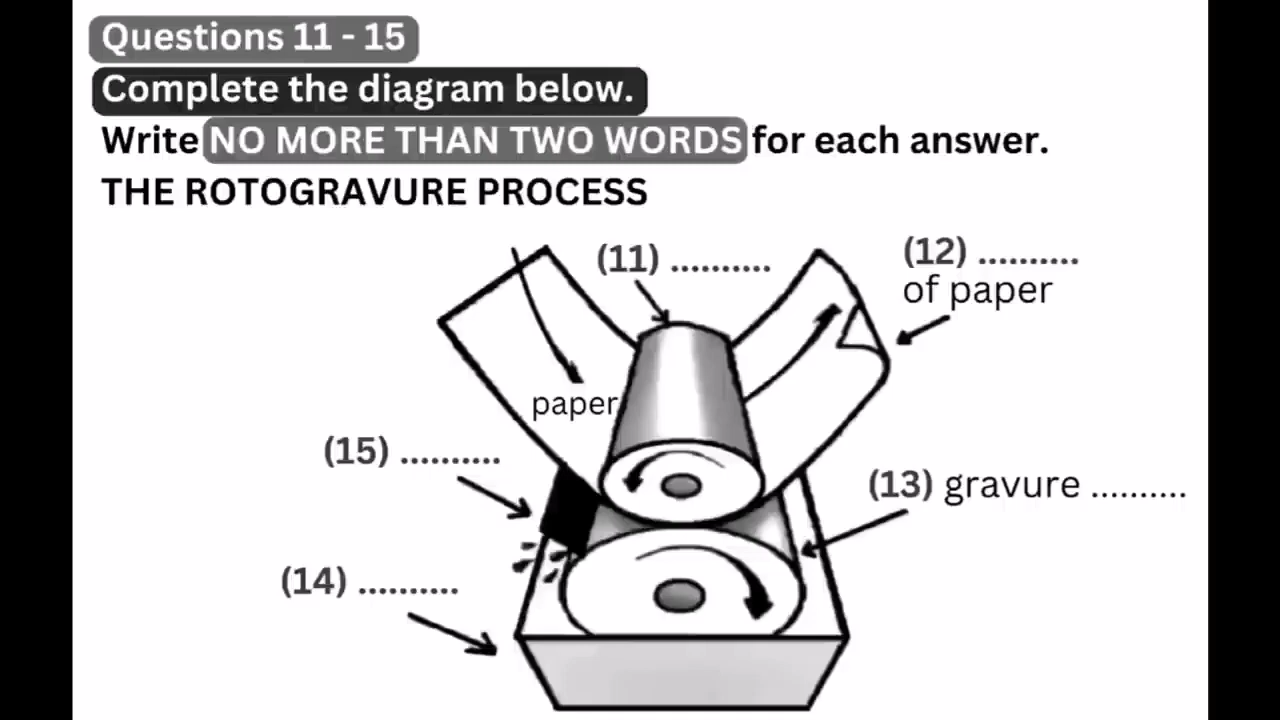 Questions 11 - 15
Complete the diagram below.
Write NO MORE THAN TWO WORDS for each answer.
THE ROTOGRAVURE PROCESS
(11) ..........
(12) ..........
of paper
paper
(15) ..........
(13) gravure ..........
(14) ..........